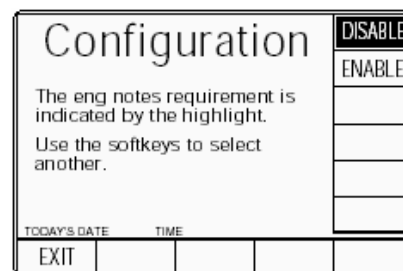 Configuration
DISABLE
ENABLE
The eng notes requirement is
indicated by the highlight.
Use the softkeys to select
another.
TODAY'S DATE TIME
EXIT